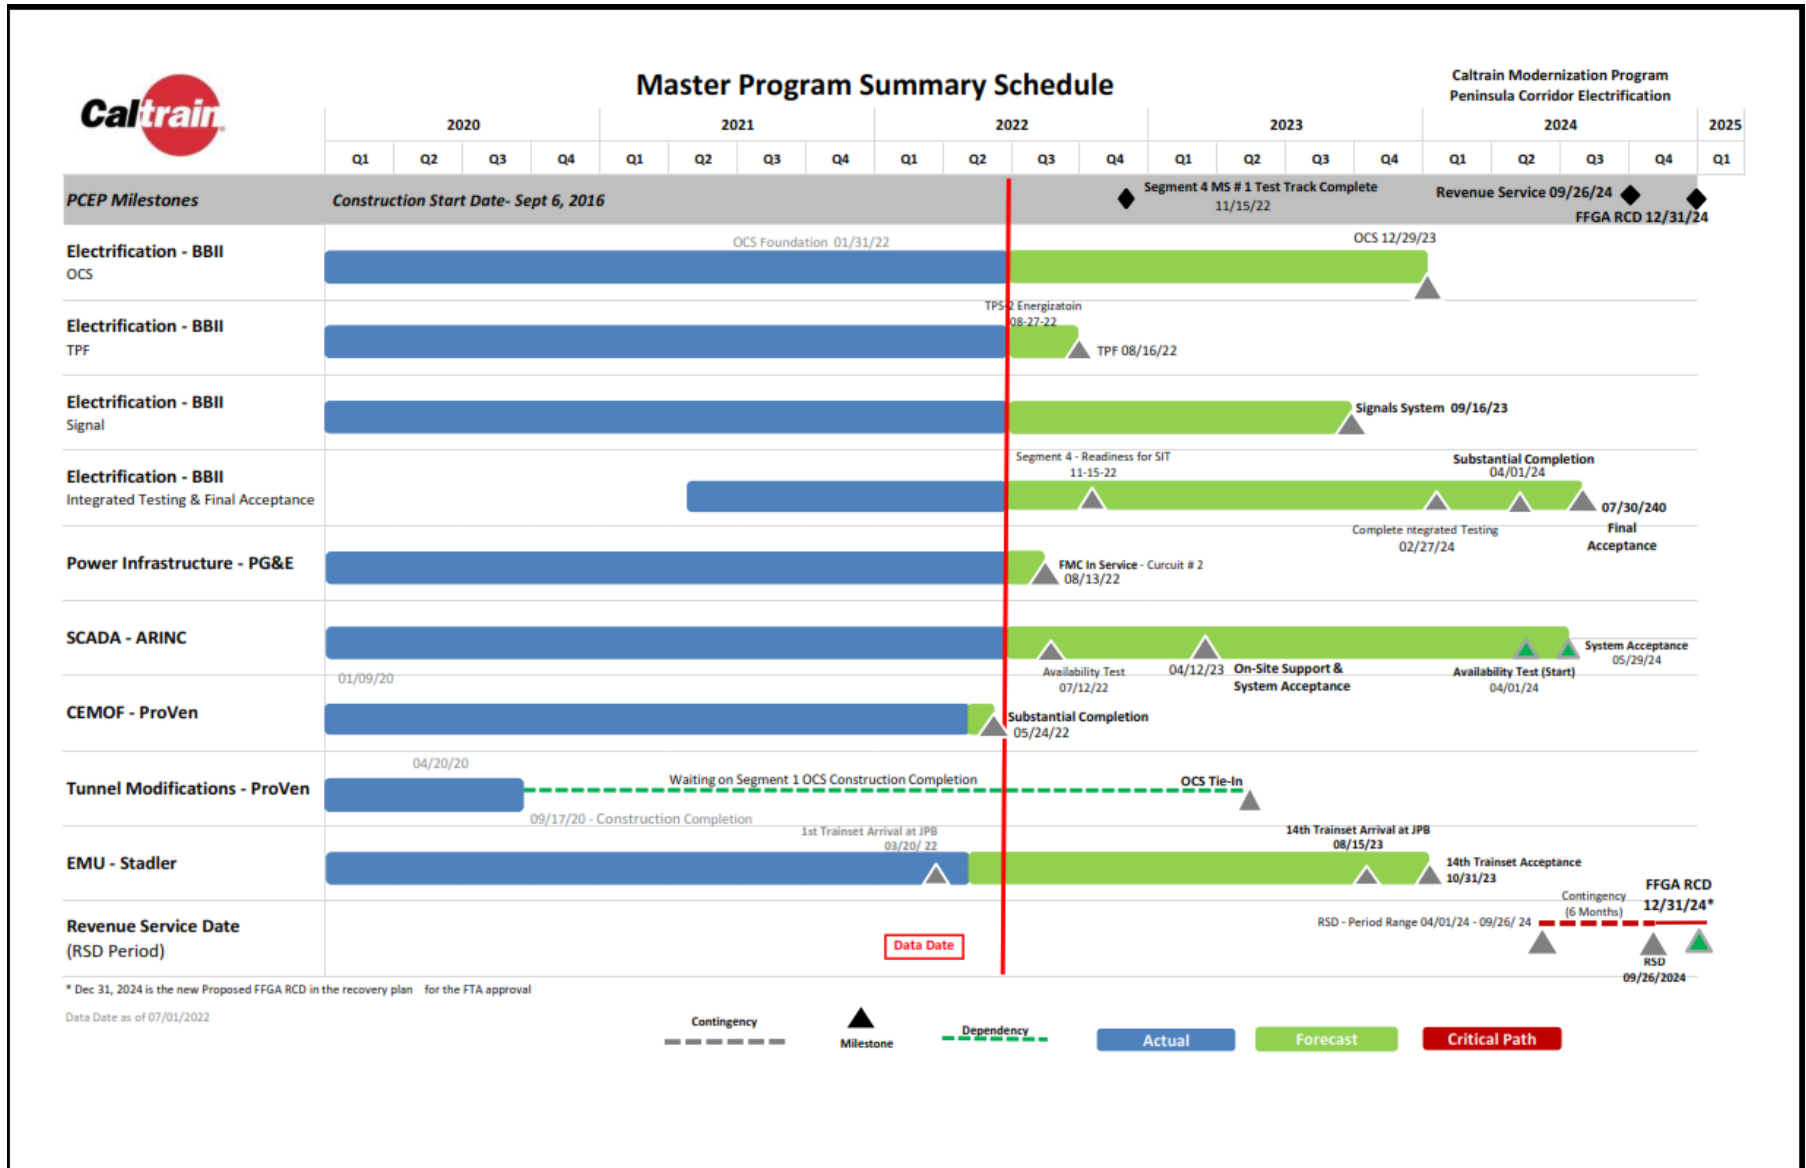 Caltrain
Master Program Summary Schedule
Caltrain Modernization Program
Peninsula Corridor Electrification
2020 2021 2022 2023 2024 2025
Q1 Q2 Q3 Q4 Q1 Q2 Q3 Q4 Q1 Q2 Q3 Q4 Q1 Q2 Q3 Q4 Q1 Q2 Q3 Q4 Q1
PCEP Milestones
Construction Start Date- Sept 6, 2016
Segment 4 MS # 1 Test Track Complete
11/15/22
Revenue Service 09/26/24
FFGA RCD 12/31/24
Electrification - BBII
OCS
OCS Foundation 01/31/22
OCS 12/29/23
Electrification - BBII
TPF
TPS-2 Energizatoin
08-27-22
TPF 08/16/22
Electrification - BBII
Signal
Signals System 09/16/23
Electrification - BBII
Integrated Testing & Final Acceptance
Segment 4 - Readiness for SIT
11-15-22
Substantial Completion
04/01/24
Complete ntegrated Testing
02/27/24
07/30/240
Final
Acceptance
Power Infrastructure - PG&E
FMC In Service - Curcuit # 2
08/13/22
SCADA - ARINC
01/09/20
Availability Test
07/12/22
04/12/23 On-Site Support &
System Acceptance
Availability Test (Start)
04/01/24
System Acceptance
05/29/24
CEMOF - ProVen
Substantial Completion
05/24/22
Tunnel Modifications - ProVen
04/20/20
09/17/20 - Construction Completion
Waiting on Segment 1 OCS Construction Completion
OCS Tie-In
EMU - Stadler
1st Trainset Arrival at JPB
03/20/ 22
14th Trainset Arrival at JPB
08/15/23
14th Trainset Acceptance
10/31/23
Revenue Service Date
(RSD Period)
Data Date
RSD - Period Range 04/01/24 - 09/26/ 24
Contingency
(6 Months)
FFGA RCD
12/31/24*
RSD
09/26/2024
* Dec 31, 2024 is the new Proposed FFGA RCD in the recovery plan for the FTA approval
Data Date as of 07/01/2022
Contingency
Milestone
Dependency
Actual
Forecast
Critical Path